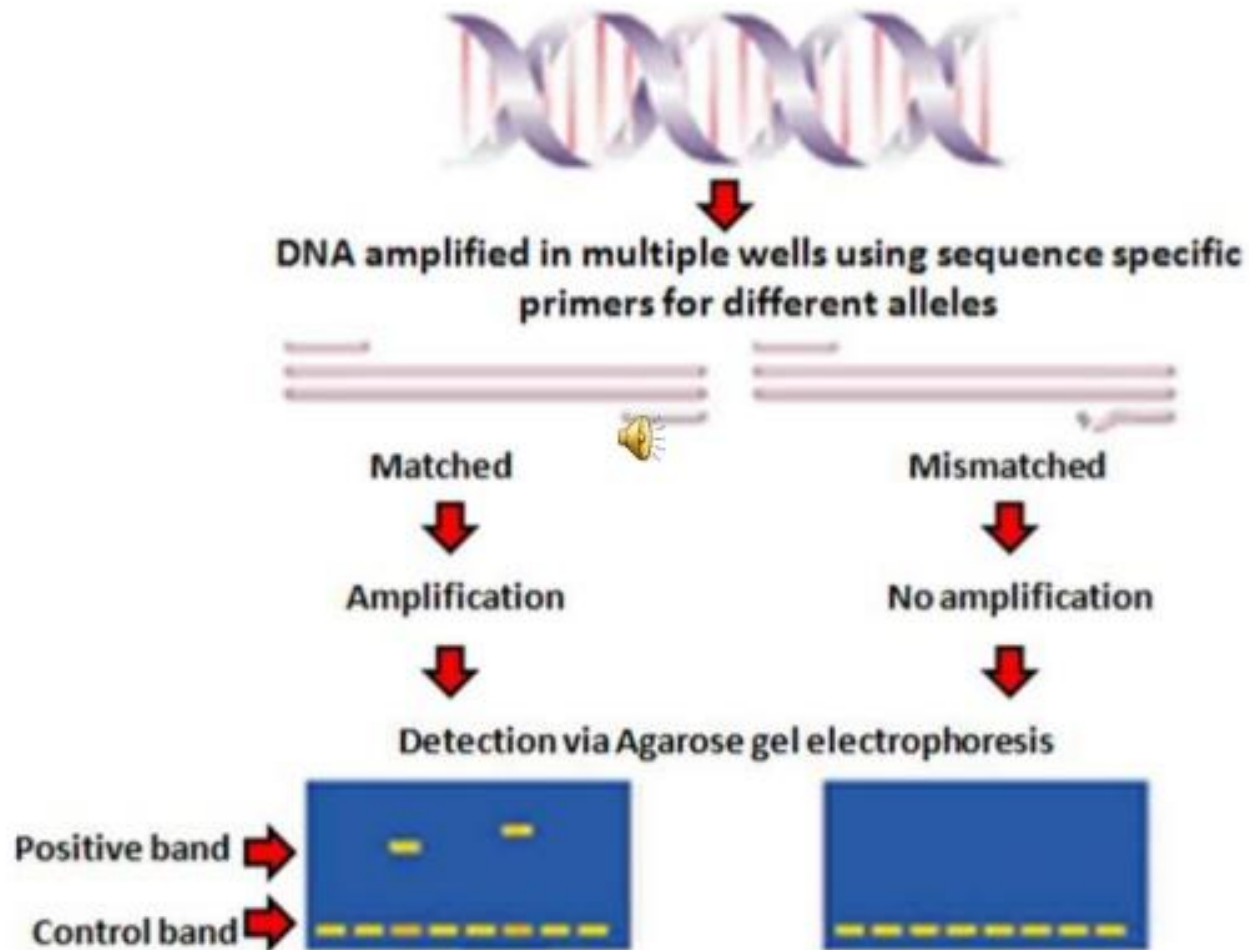 DNA amplified in multiple wells using sequence specific
primers for different alleles
Matched
Mismatched
Amplification
No amplification
Detection via Agarose gel electrophoresis
Positive band
Control band